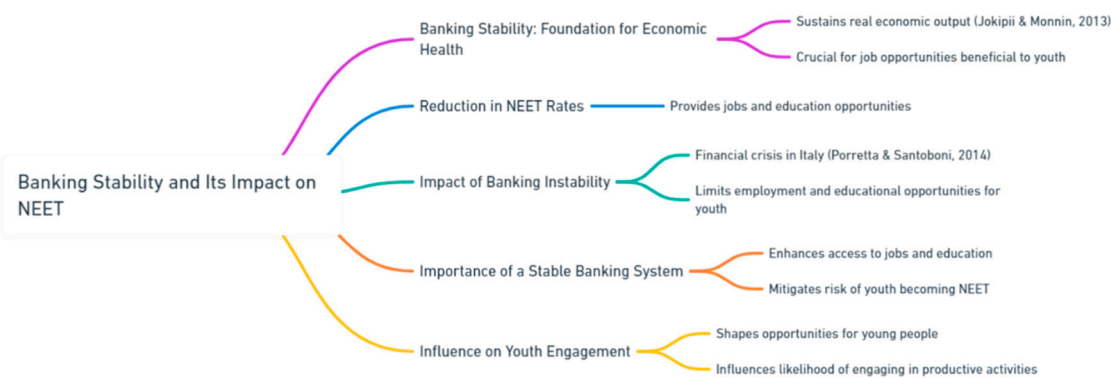 Banking Stability and Its Impact on
NEET
Banking Stability: Foundation for Economic
Health
Sustains real economic output (Jokipii & Monnin, 2013)
Crucial for job opportunities beneficial to youth
Reduction in NEET Rates
Provides jobs and education opportunities
Impact of Banking Instability
Financial crisis in Italy (Porretta & Santoboni, 2014)
Limits employment and educational opportunities for
youth
Importance of a Stable Banking System
Enhances access to jobs and education
Mitigates risk of youth becoming NEET
Influence on Youth Engagement
Shapes opportunities for young people
Influences likelihood of engaging in productive activities